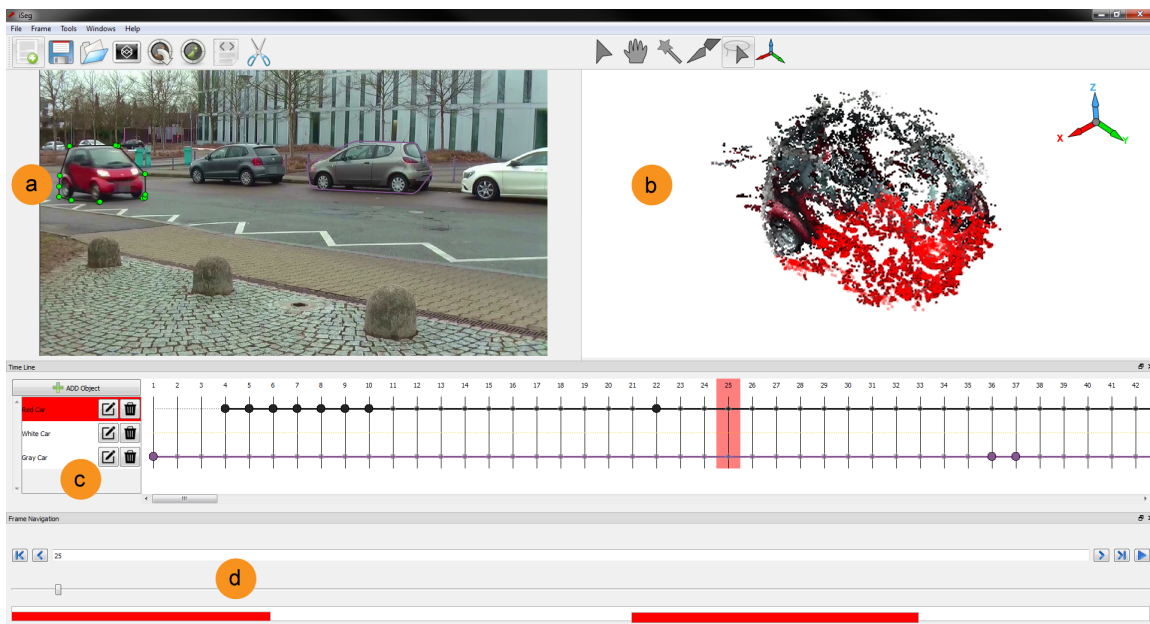 iSeg
File Frame Tools Windows Help
a
b
Z
X
Y
Time Line
ADD Object
1 2 3 4 5 6 7 8 9 10 11 12 13 14 15 16 17 18 19 20 21 22 23 24 25 26 27 28 29 30 31 32 33 34 35 36 37 38 39 40 41 42
Red Car
White Car
Gray Car
c
Frame Navigation
25
d